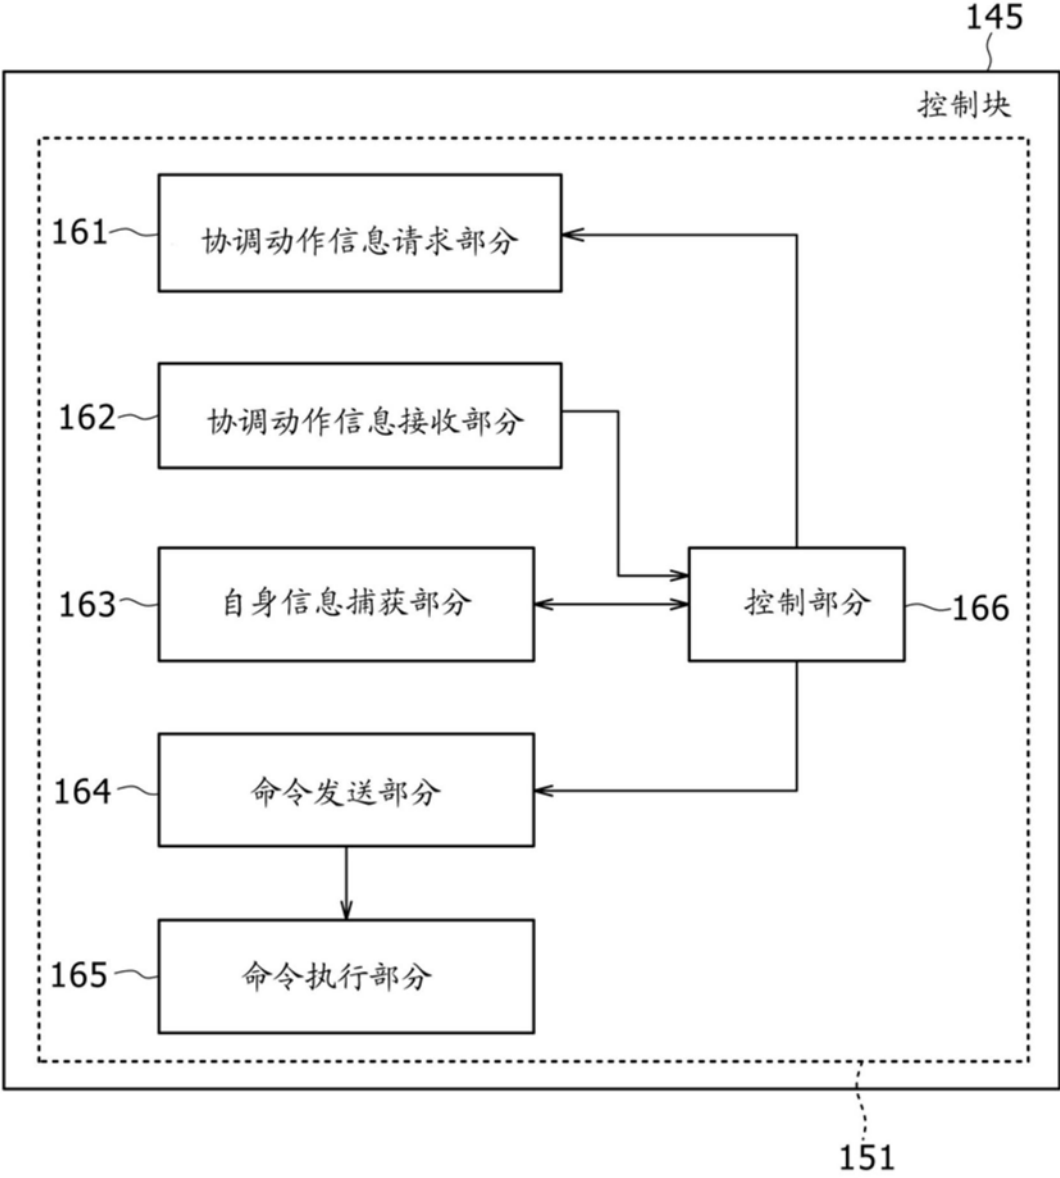 145
控制块
161
协调动作信息请求部分
162
协调动作信息接收部分
163
自身信息捕获部分
控制部分
166
164
命令发送部分
165
命令执行部分
151